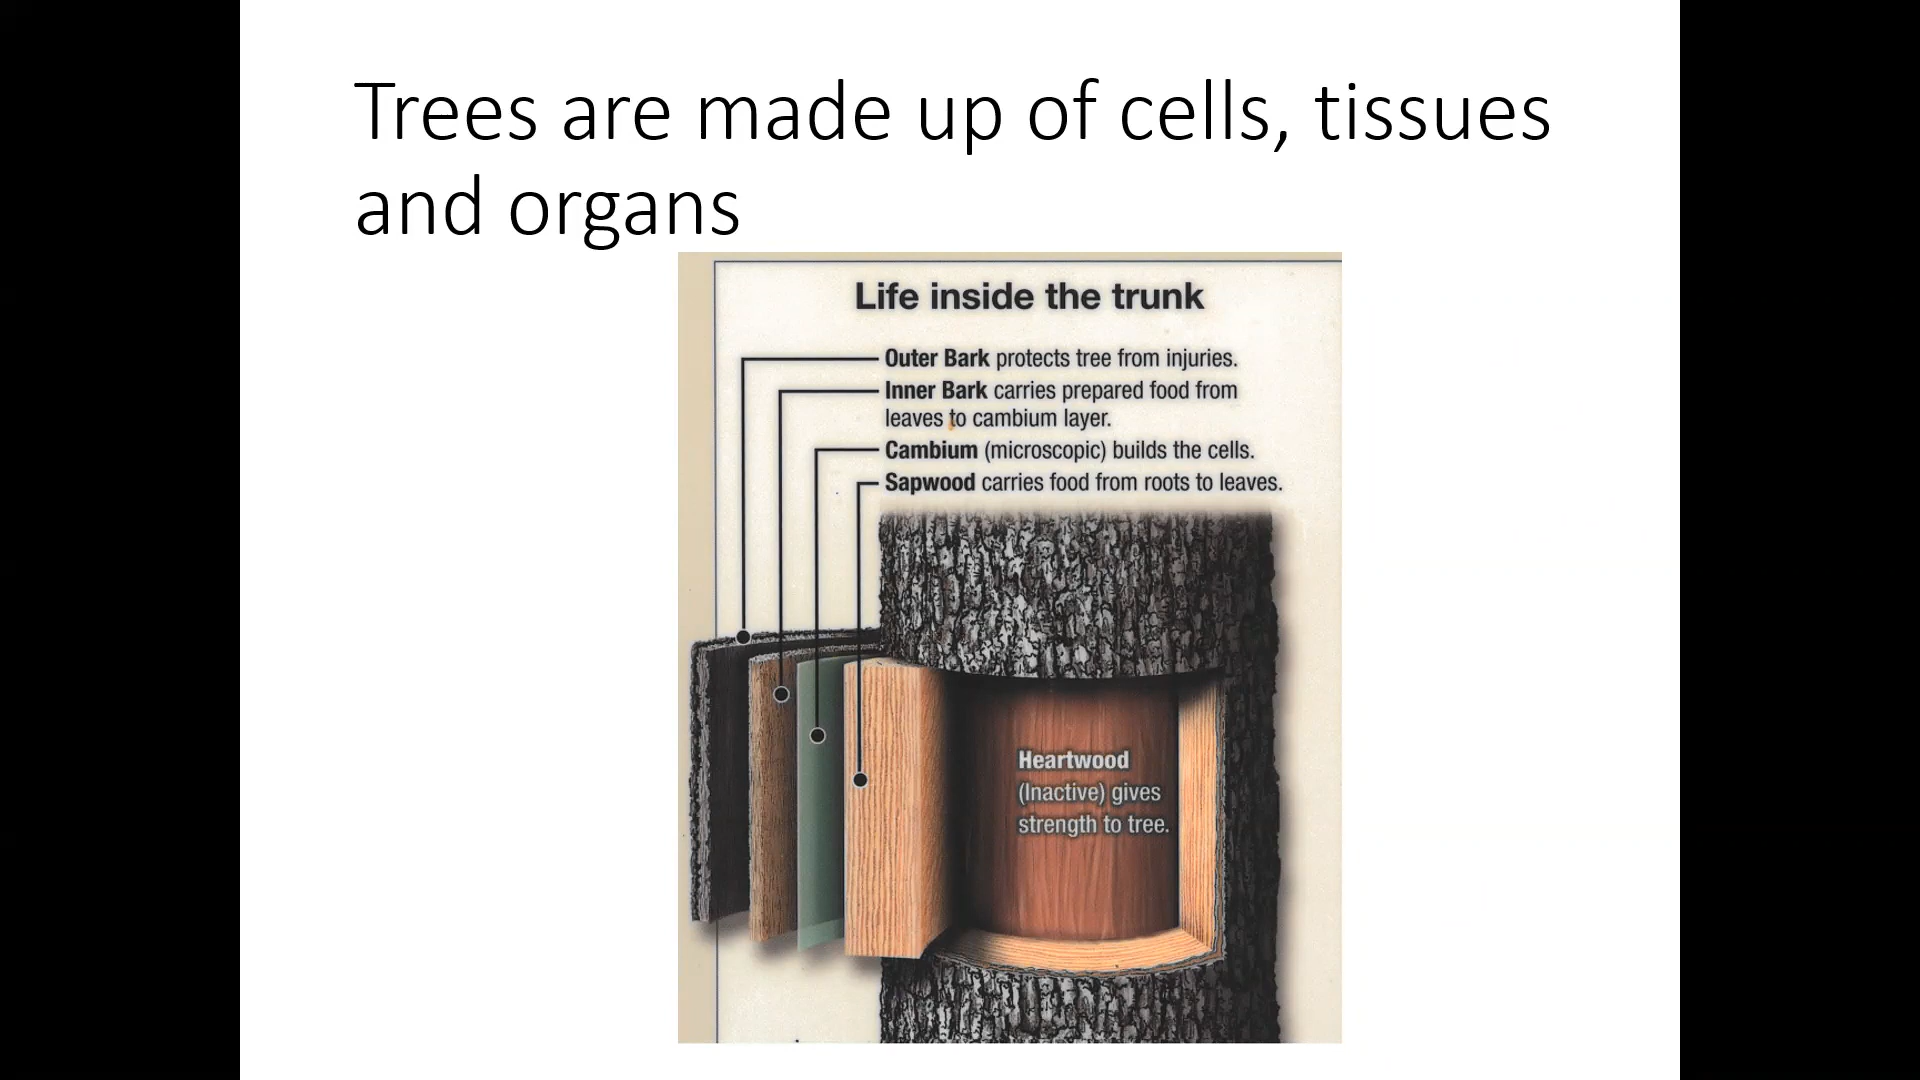 Trees are made up of cells, tissues
and organs
Life inside the trunk
Outer Bark protects tree from injuries.
Inner Bark carries prepared food from
leaves to cambium layer.
Cambium (microscopic) builds the cells.
Sapwood carries food from roots to leaves.
Heartwood
(Inactive) gives
strength to tree.